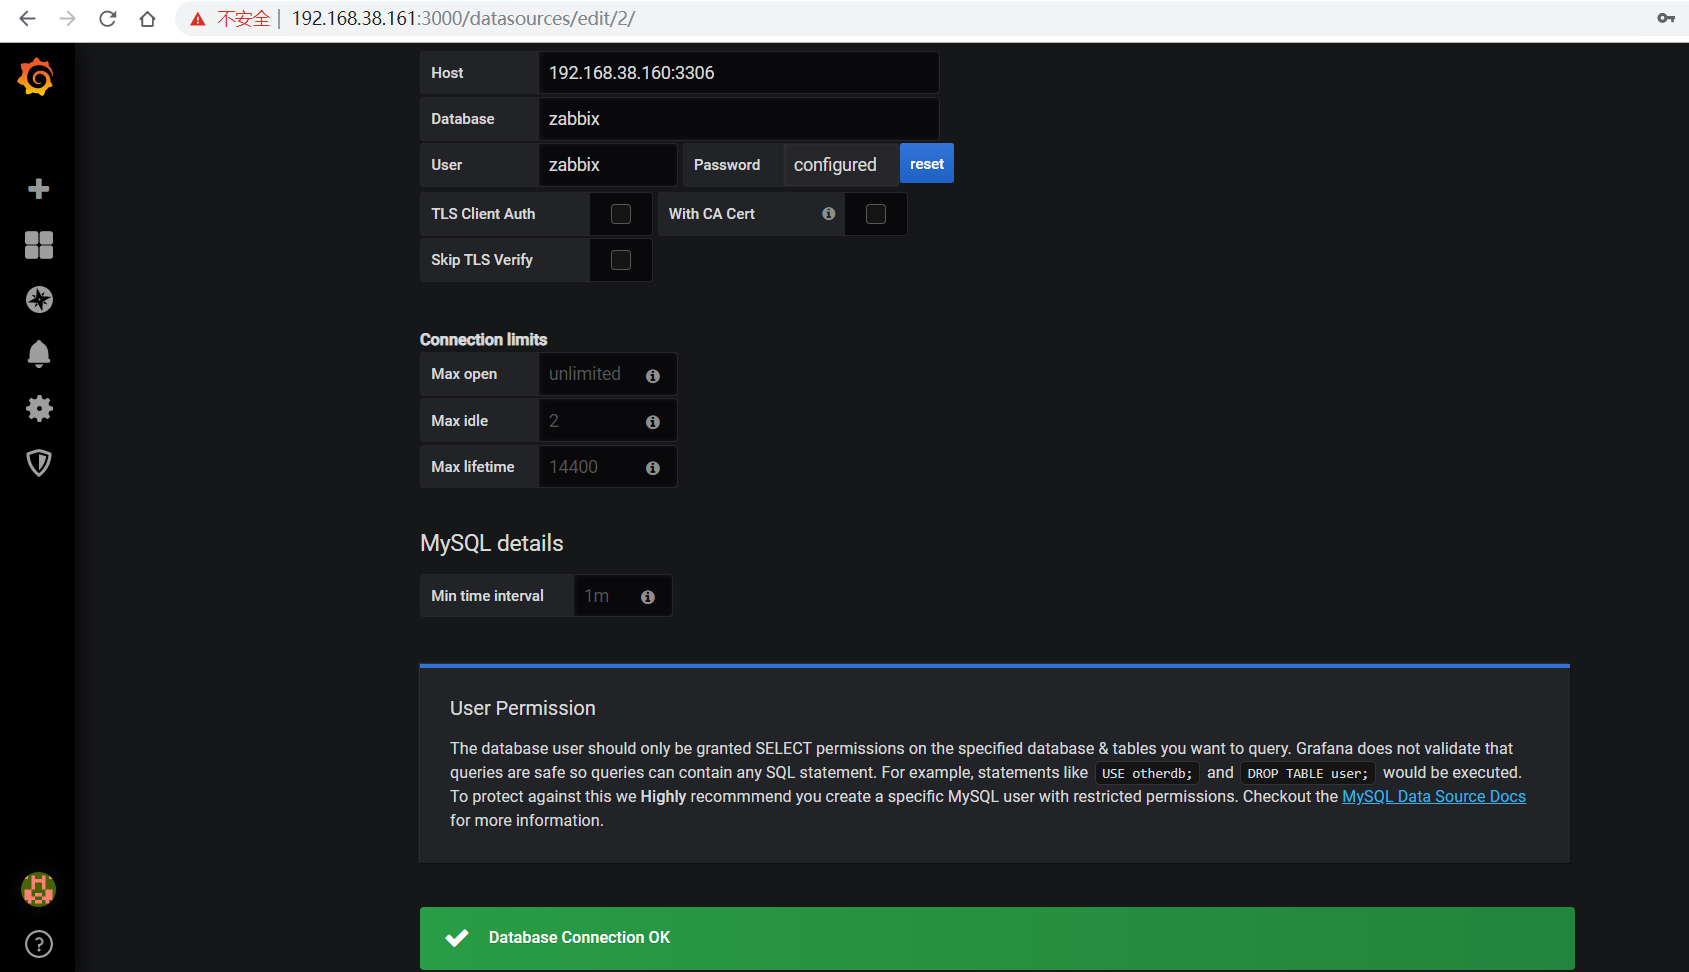 不安全 | 192.168.38.161:3000/datasources/edit/2/
Host 192.168.38.160:3306
Database zabbix
User zabbix Password configured reset
TLS Client Auth With CA Cert
Skip TLS Verify
Connection limits
Max open unlimited
Max idle 2
Max lifetime 14400
MySQL details
Min time interval 1m
User Permission
The database user should only be granted SELECT permissions on the specified database & tables you want to query. Grafana does not validate that
queries are safe so queries can contain any SQL statement. For example, statements like USE otherdb; and DROP TABLE user; would be executed.
To protect against this we Highly recommmend you create a specific MySQL user with restricted permissions. Checkout the MySQL Data Source Docs
for more information.
Database Connection OK